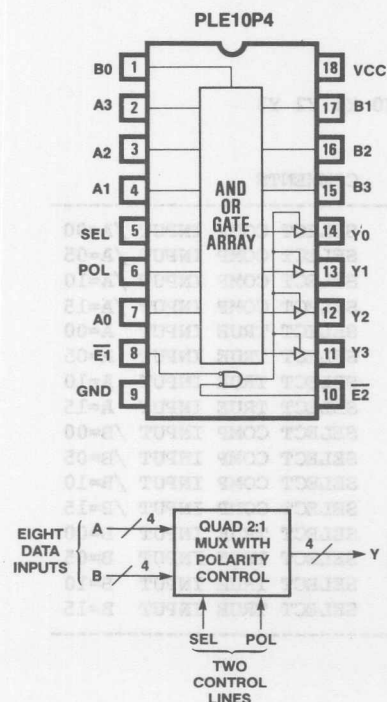 PLE10P4
B0 1 18 VCC
A3 2 17 B1
A2 3 16 B2
A1 4 15 B3
AND
OR
GATE
ARRAY
SEL 5 14 Y0
POL 6 13 Y1
A0 7 12 Y2
E̅1̅ 8 11 Y3
GND 9 10 E̅2̅
EIGHT
DATA
INPUTS
A 4
B 4
QUAD 2:1
MUX WITH
POLARITY
CONTROL
4 Y
SEL POL
TWO
CONTROL
LINES